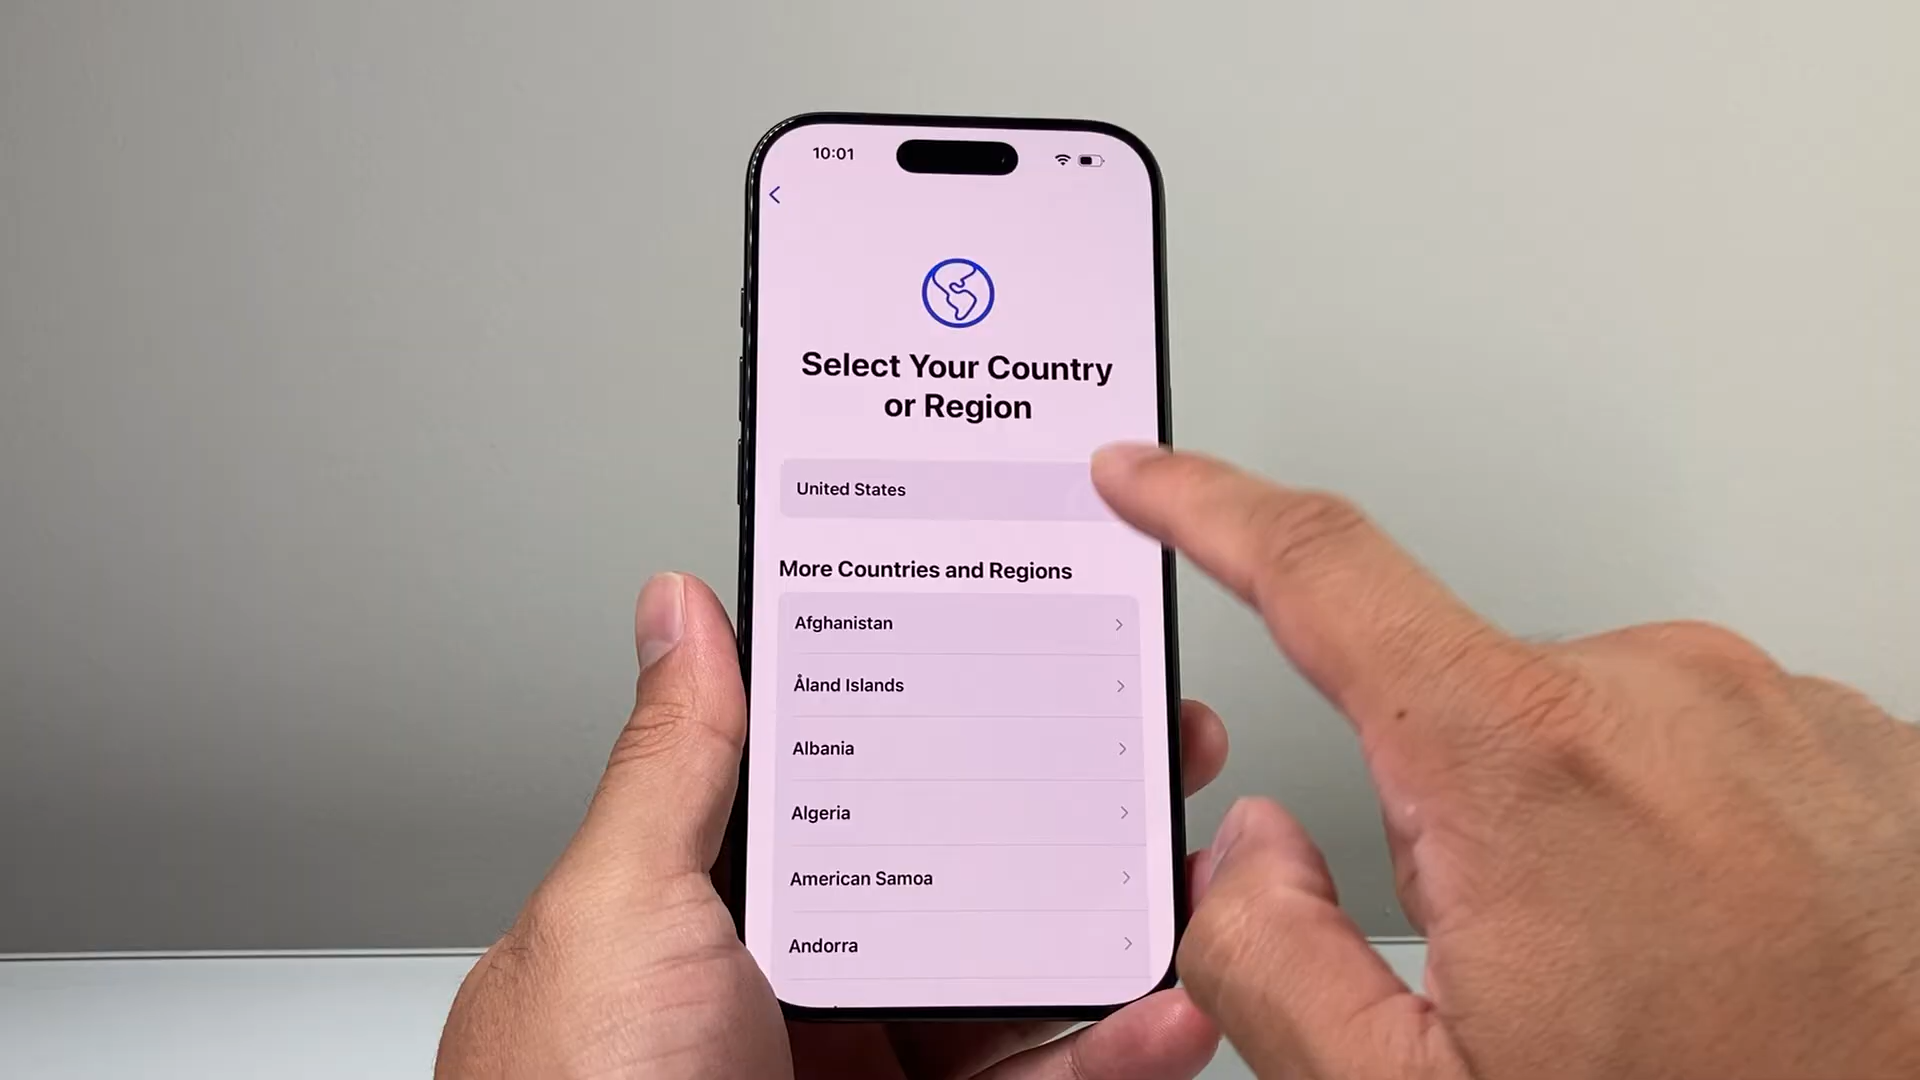 10:01
Select Your Country
or Region
United States
More Countries and Regions
Afghanistan
Åland Islands
Albania
Algeria
American Samoa
Andorra